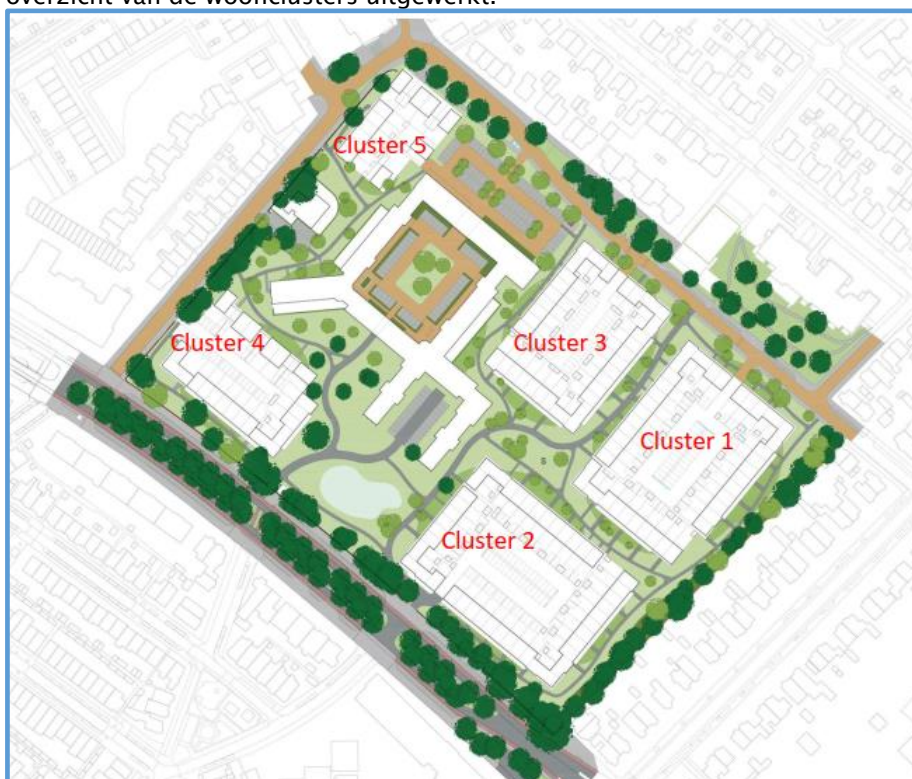 overzicht van de woonclusters uitgewerkt.
Cluster 5
Cluster 4
Cluster 3
Cluster 1
Cluster 2